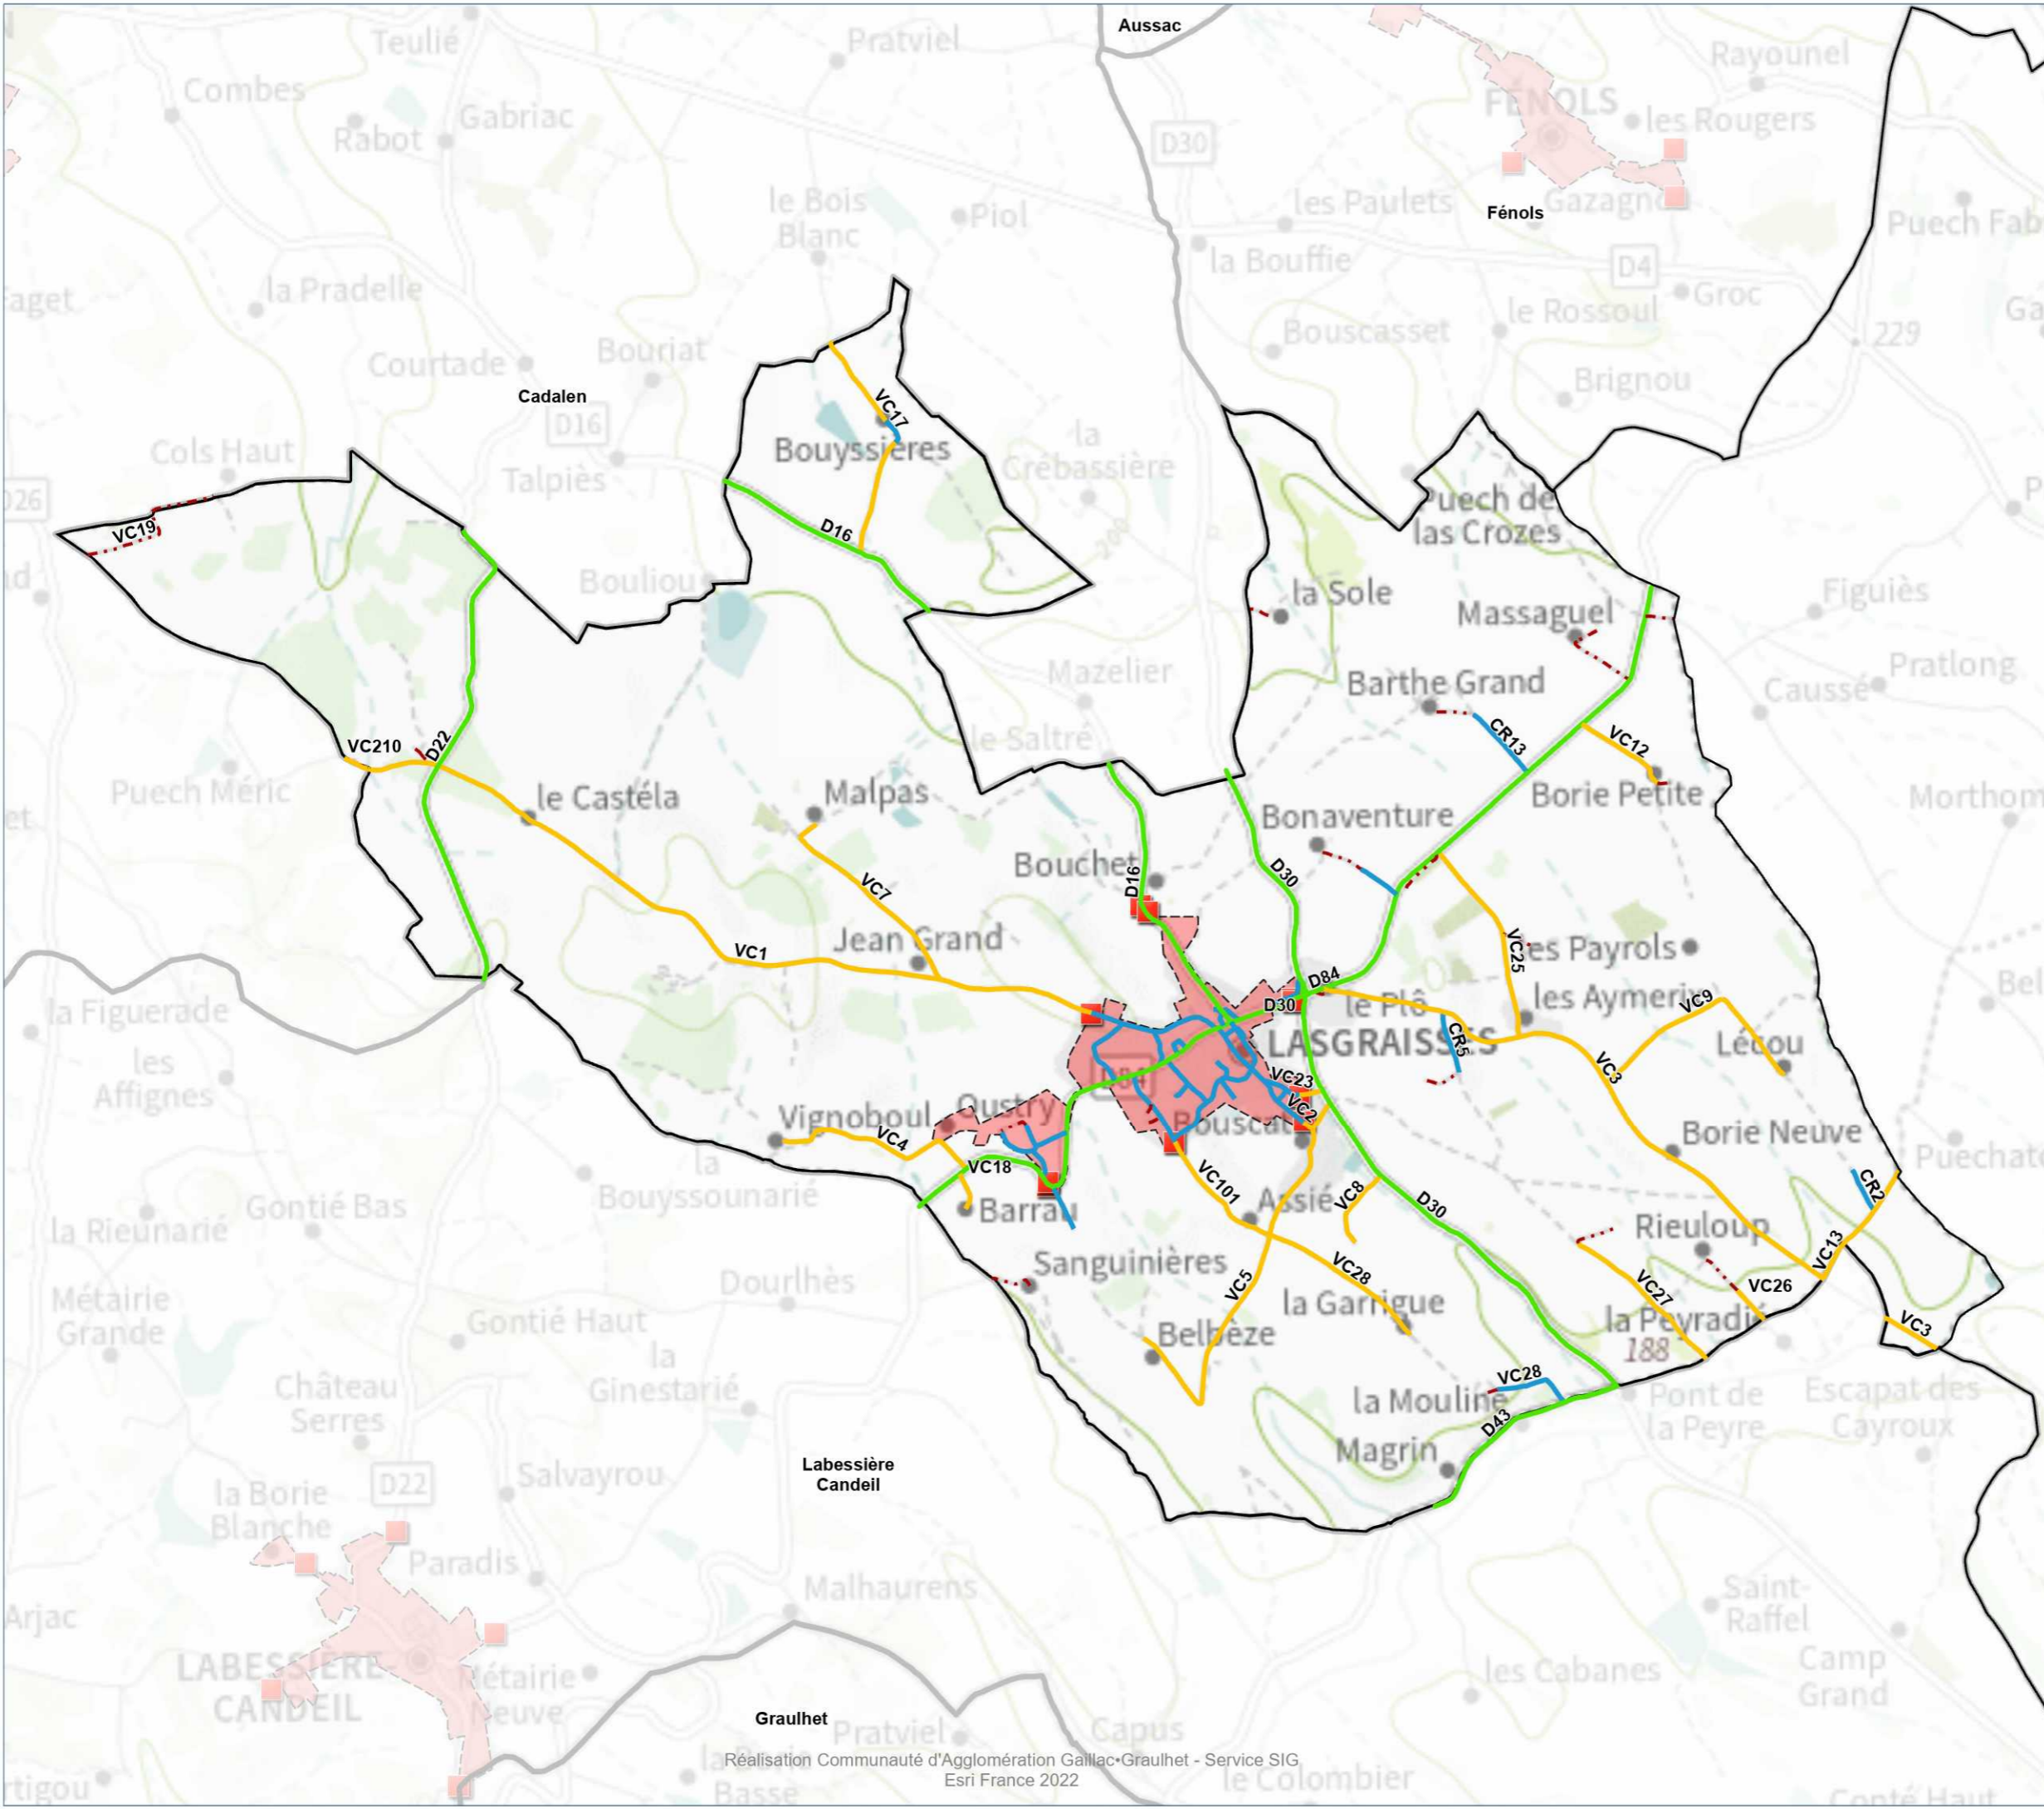 Aussac
Teulié
Pratviel
Rayounel
Combes
Gabriac
D30
FÉNOLS
les Rougers
Rabot
le Bois
Blanc
Piol
les Paulets
Fénols
Puech Fab
la Bouffie
D4
la Pradelle
Groc
le Rossoul
229
Bouscasset
Courtade
Bouriat
Brignou
Cadalen
D16
VC17
Cols Haut
Bouyssières
la
Crébassière
Talpiès
Puech de
las Crozes
VC19
D16
200
Bouliou
la Sole
Massaguel
Figuiès
Mazelier
Barthe Grand
Caussé
Pratlong
VC210
D22
le Saltré
CR13
VC12
Puech Méric
le Castéla
Malpas
Borie Petite
Morthom
Bonaventure
Bouchet
D16
D30
VC7
VC1
Jean Grand
VC25
es Payrols
D84
la Figuerade
D30
le Plô
les Aymeric
VC9
LASGRAISSES
CR5
Lécou
les
Affignes
D84
VC23
VC3
VC2
Vignoboul
Oustry
Bouscat
VC4
Borie Neuve
Puechat
VC18
la
Bouyssounarié
VC101
Assié
VC8
D30
CR2
Gontié Bas
la Rieunarié
Barrau
Rieuloup
VC13
Sanguinières
VC28
VC5
VC27
VC26
Dourlhès
Métairie
Grande
Gontié Haut
la Garrigue
la Peyradié
188
VC3
Belbèze
la
Ginestarié
VC28
Château
Serres
la Mouline
D43
Pont de
la Peyre
Escapat des
Cayroux
Magrin
Labessière
Candeil
D22
Salvayrou
la Borie
Blanche
Paradis
Malhaurens
Saint-
Raffel
Arjac
LABESSIÈRE
CANDEIL
Métairie
Neuve
les Cabanes
Camp
Grand
Graulhet
Pratviel
Capus
Réalisation Communauté d'Agglomération Gaillac•Graulhet - Service SIG
Esri France 2022
Basse
le Colombier
rtigou
Conté Haut